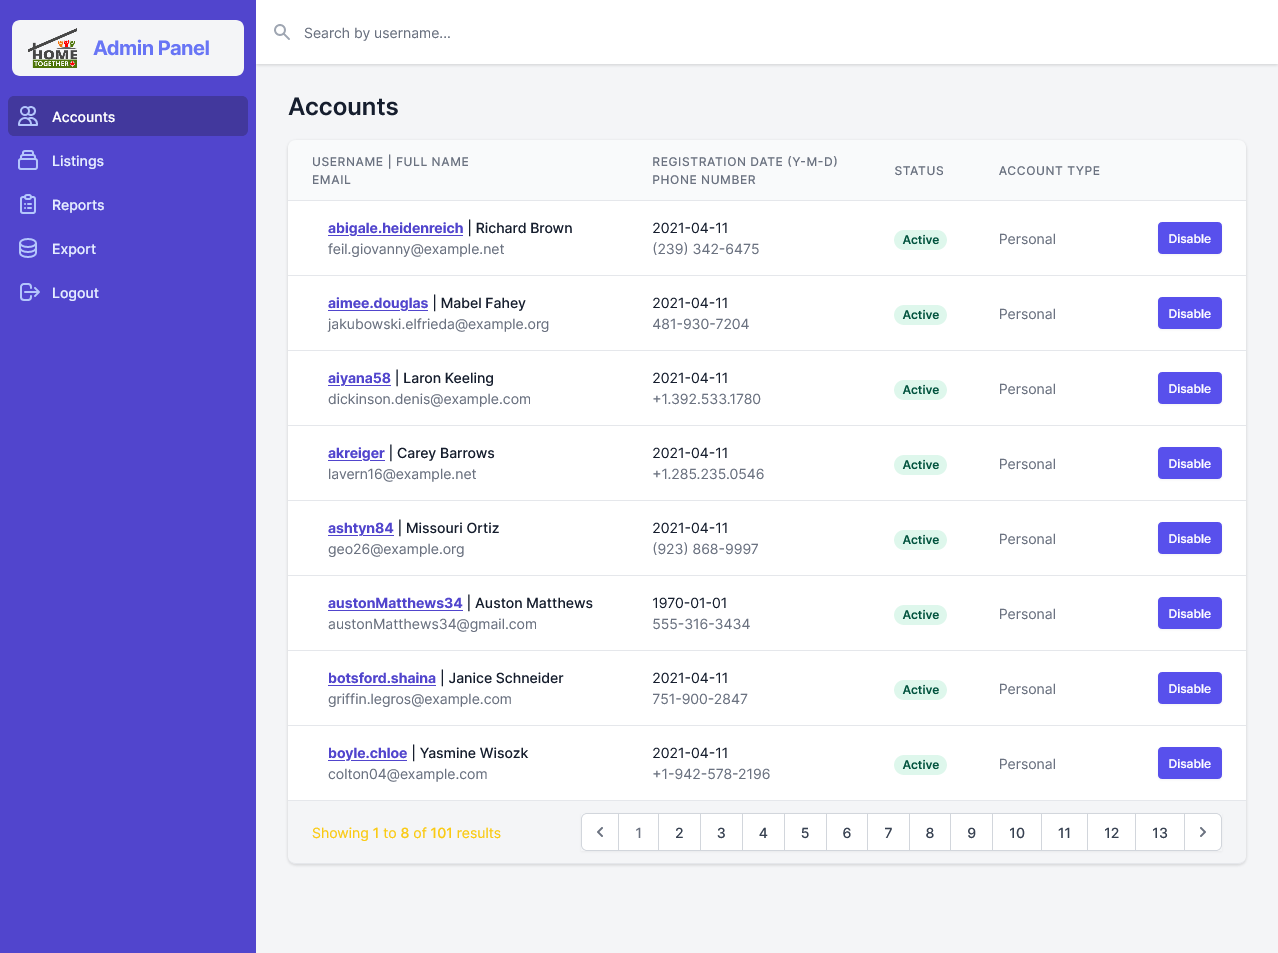 HOME
TOGETHER
Admin Panel
Search by username...
Accounts
Listings
Reports
Export
Logout
Accounts
USERNAME | FULL NAME
EMAIL
REGISTRATION DATE (Y-M-D)
PHONE NUMBER
STATUS
ACCOUNT TYPE
abigale.heidenreich | Richard Brown
feil.giovanny@example.net
2021-04-11
(239) 342-6475
Active
Personal
Disable
aimee.douglas | Mabel Fahey
jakubowski.elfrieda@example.org
2021-04-11
481-930-7204
Active
Personal
Disable
aiyana58 | Laron Keeling
dickinson.denis@example.com
2021-04-11
+1.392.533.1780
Active
Personal
Disable
akreiger | Carey Barrows
lavern16@example.net
2021-04-11
+1.285.235.0546
Active
Personal
Disable
ashtyn84 | Missouri Ortiz
geo26@example.org
2021-04-11
(923) 868-9997
Active
Personal
Disable
austonMatthews34 | Auston Matthews
austonMatthews34@gmail.com
1970-01-01
555-316-3434
Active
Personal
Disable
botsford.shaina | Janice Schneider
griffin.legros@example.com
2021-04-11
751-900-2847
Active
Personal
Disable
boyle.chloe | Yasmine Wisozk
colton04@example.com
2021-04-11
+1-942-578-2196
Active
Personal
Disable
Showing 1 to 8 of 101 results
1 2 3 4 5 6 7 8 9 10 11 12 13